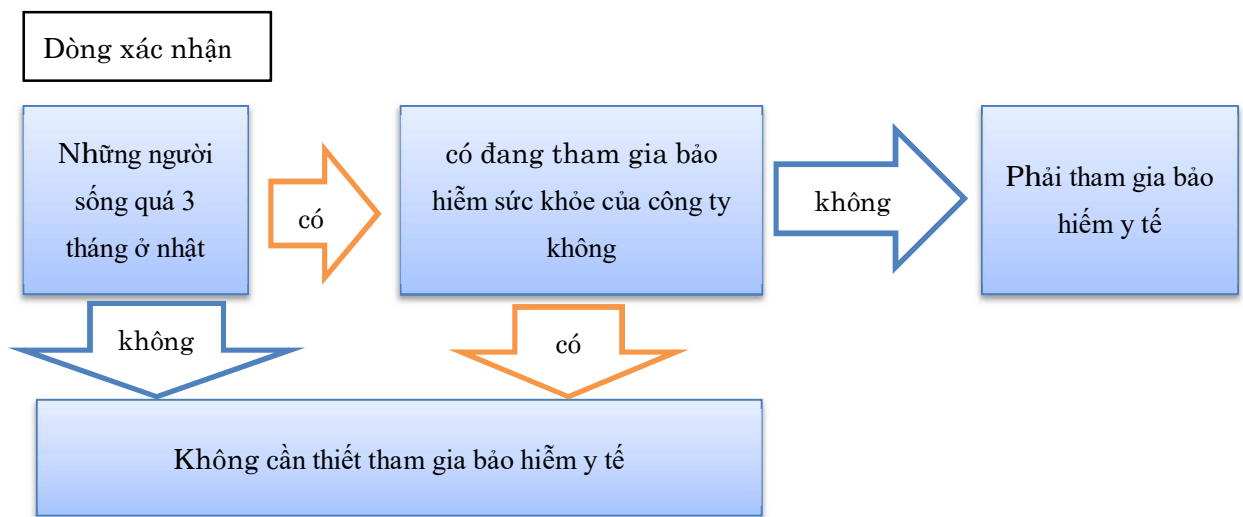 Dòng xác nhận
Những người
sống quá 3
tháng ở nhật
có
có đang tham gia bảo
hiễm sức khỏe của công ty
không
không
Phải tham gia bảo
hiếm y tế
không
có
Không cần thiết tham gia bảo hiễm y tế